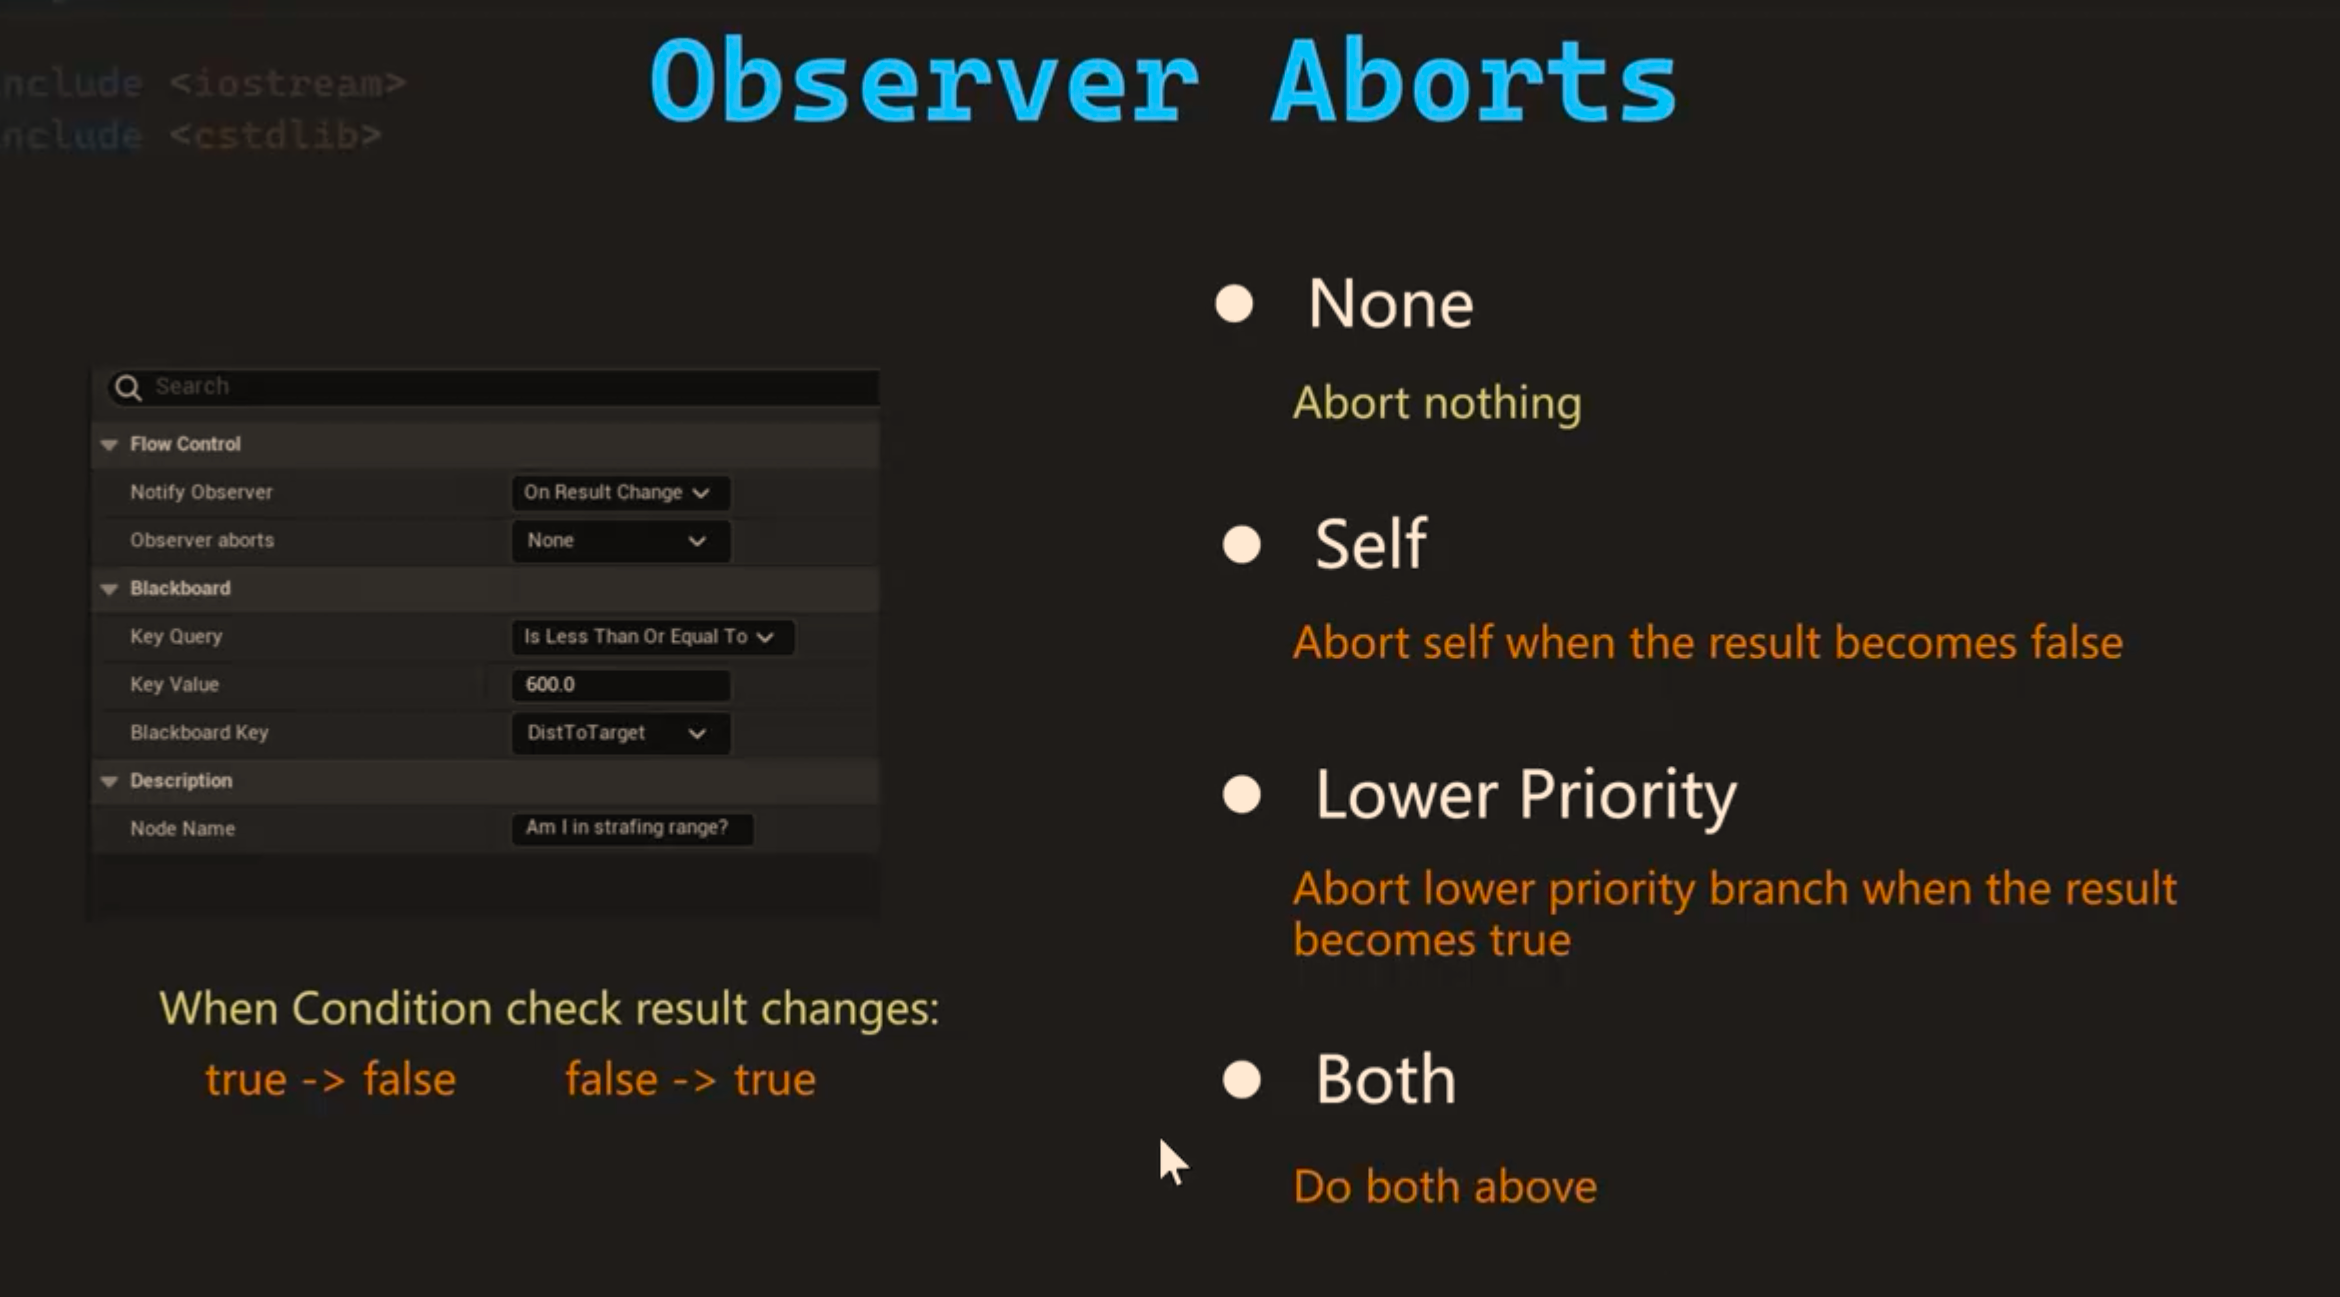 Observer Aborts
nclude <iostream>
nclude <cstdlib>
Search
Flow Control
Notify Observer On Result Change
Observer aborts None
Blackboard
Key Query Is Less Than Or Equal To
Key Value 600.0
Blackboard Key DistToTarget
Description
Node Name Am I in strafing range?
When Condition check result changes:
true -> false false -> true
None
Abort nothing
Self
Abort self when the result becomes false
Lower Priority
Abort lower priority branch when the result
becomes true
Both
Do both above